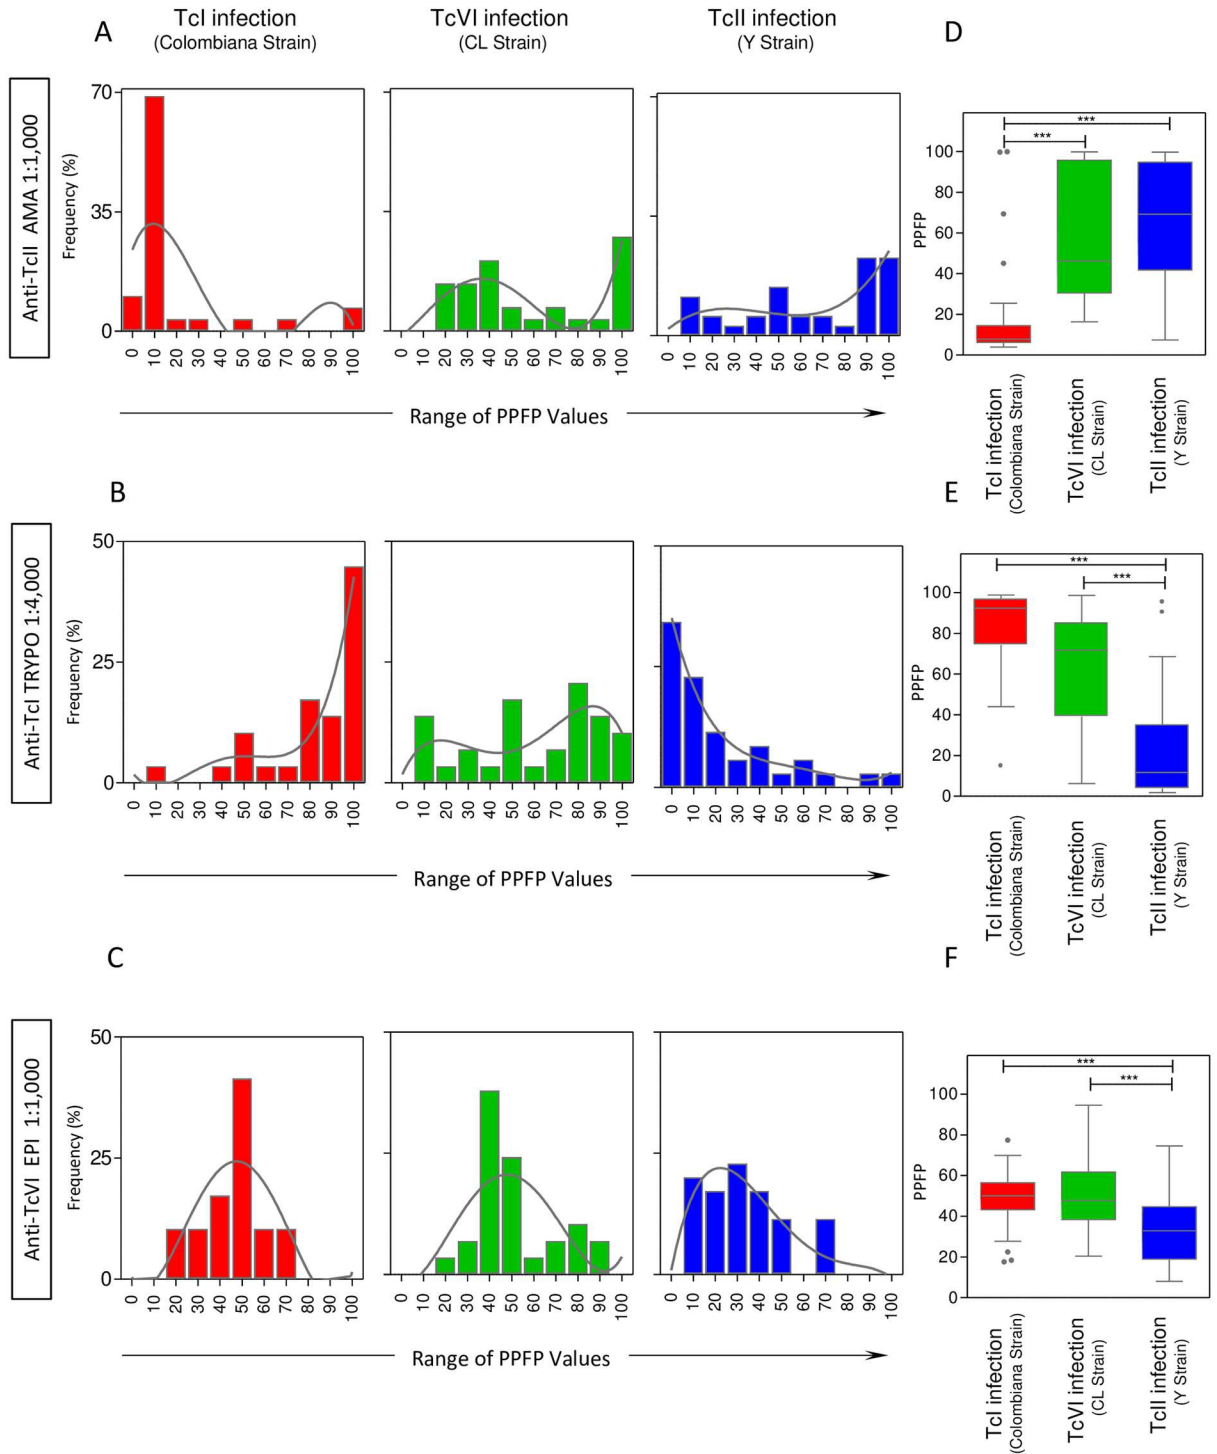 A
TcI infection
(Colombiana Strain)
TcVI infection
(CL Strain)
TcII infection
(Y Strain)
D
Anti-TcII AMA 1:1,000
Frequency (%)
70
35
0
0 10 20 30 40 50 60 70 80 90 100
0 10 20 30 40 50 60 70 80 90 100
0 10 20 30 40 50 60 70 80 90 100
Range of PPFP Values
PPFP
100
80
60
40
20
0
***
***
TcI infection
(Colombiana Strain)
TcVI infection
(CL Strain)
TcII infection
(Y Strain)
B
E
Anti-TcI TRYPO 1:4,000
Frequency (%)
50
25
0
0 10 20 30 40 50 60 70 80 90 100
0 10 20 30 40 50 60 70 80 90 100
0 10 20 30 40 50 60 70 80 90 100
Range of PPFP Values
PPFP
100
80
60
40
20
0
***
***
TcI infection
(Colombiana Strain)
TcVI infection
(CL Strain)
TcII infection
(Y Strain)
C
F
Anti-TcVI EPI 1:1,000
Frequency (%)
50
25
0
0 10 20 30 40 50 60 70 80 90 100
0 10 20 30 40 50 60 70 80 90 100
0 10 20 30 40 50 60 70 80 90 100
Range of PPFP Values
PPFP
100
80
60
40
20
0
***
***
TcI infection
(Colombiana Strain)
TcVI infection
(CL Strain)
TcII infection
(Y Strain)